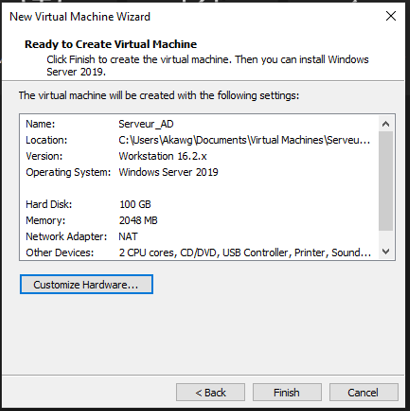 New Virtual Machine Wizard
Ready to Create Virtual Machine
Click Finish to create the virtual machine. Then you can install Windows
Server 2019.
The virtual machine will be created with the following settings:
Name: Serveur_AD
Location: C:\Users\Akawg\Documents\Virtual Machines\Serveu...
Version: Workstation 16.2.x
Operating System: Windows Server 2019
Hard Disk: 100 GB
Memory: 2048 MB
Network Adapter: NAT
Other Devices: 2 CPU cores, CD/DVD, USB Controller, Printer, Sound...
Customize Hardware...
< Back Finish Cancel